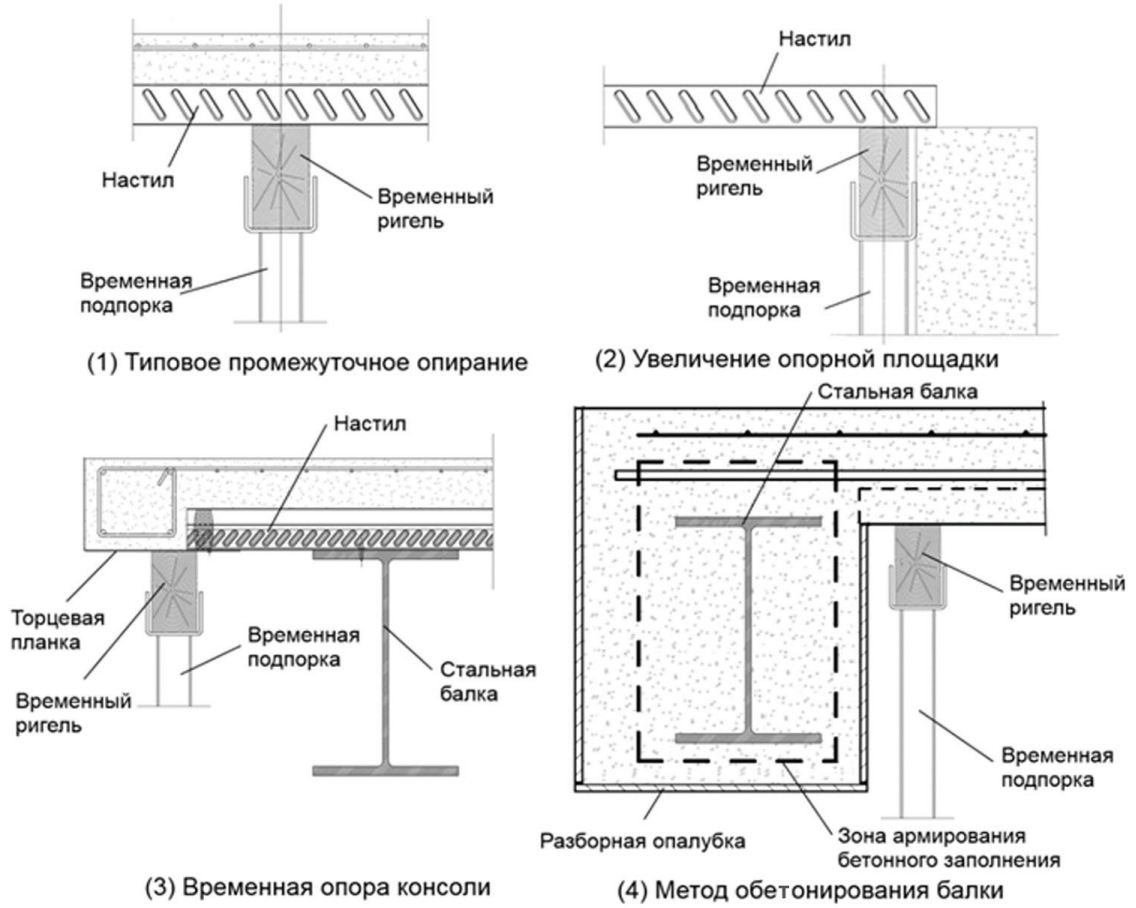 Настил
Временный
ригель
Временная
подпорка
(1) Типовое промежуточное опирание
Настил
Временный
ригель
Временная
подпорка
(2) Увеличение опорной площадки
Настил
Торцевая
планка
Временный
ригель
Временная
подпорка
Стальная
балка
(3) Временная опора консоли
Стальная балка
Временный
ригель
Временная
подпорка
Разборная опалубка
Зона армирования
бетонного заполнения
(4) Метод обетонирования балки